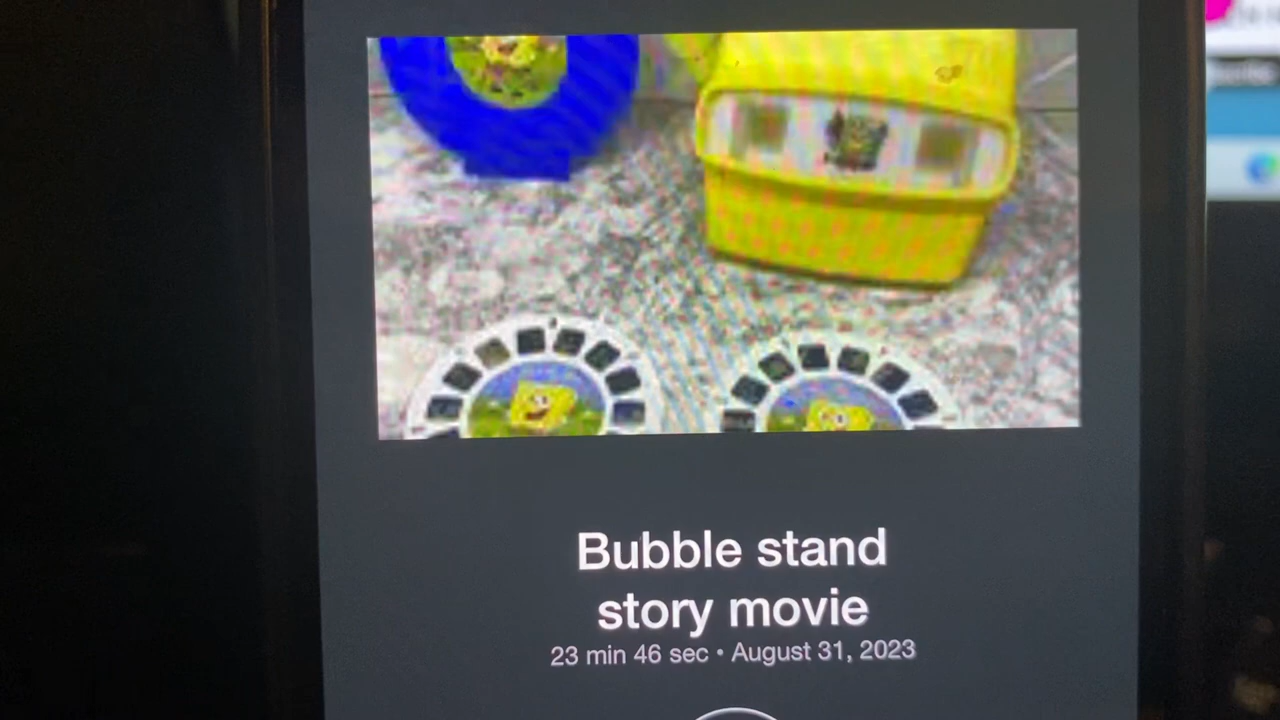 Bubble stand
story movie
23 min 46 sec • August 31, 2023